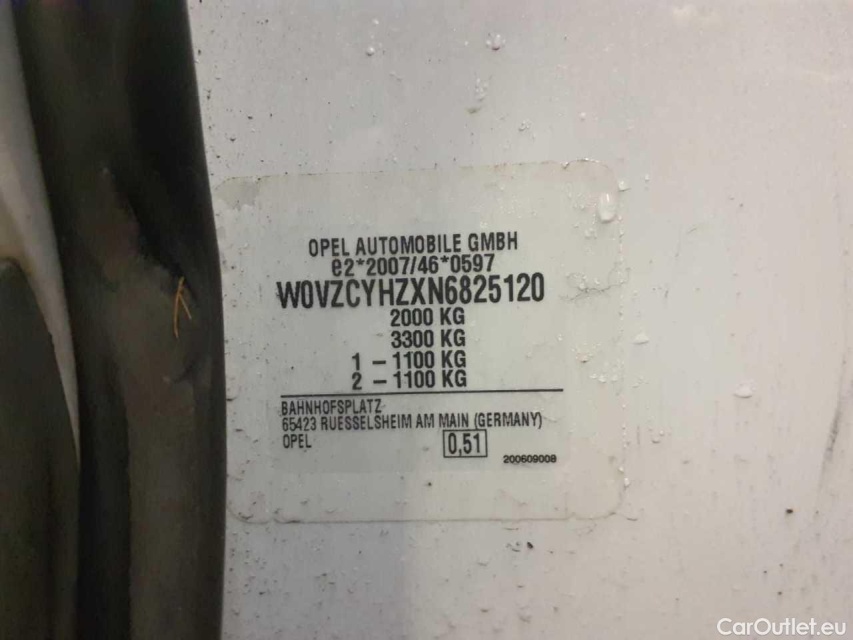 OPEL AUTOMOBILE GMBH
e2*2007/46*0597
W0VZCYHZXN6825120
2000 KG
3300 KG
1 - 1100 KG
2 - 1100 KG
BAHNHOFSPLATZ
65423 RUESSELSHEIM AM MAIN (GERMANY)
OPEL
0,51
200609008
CarOutlet.eu